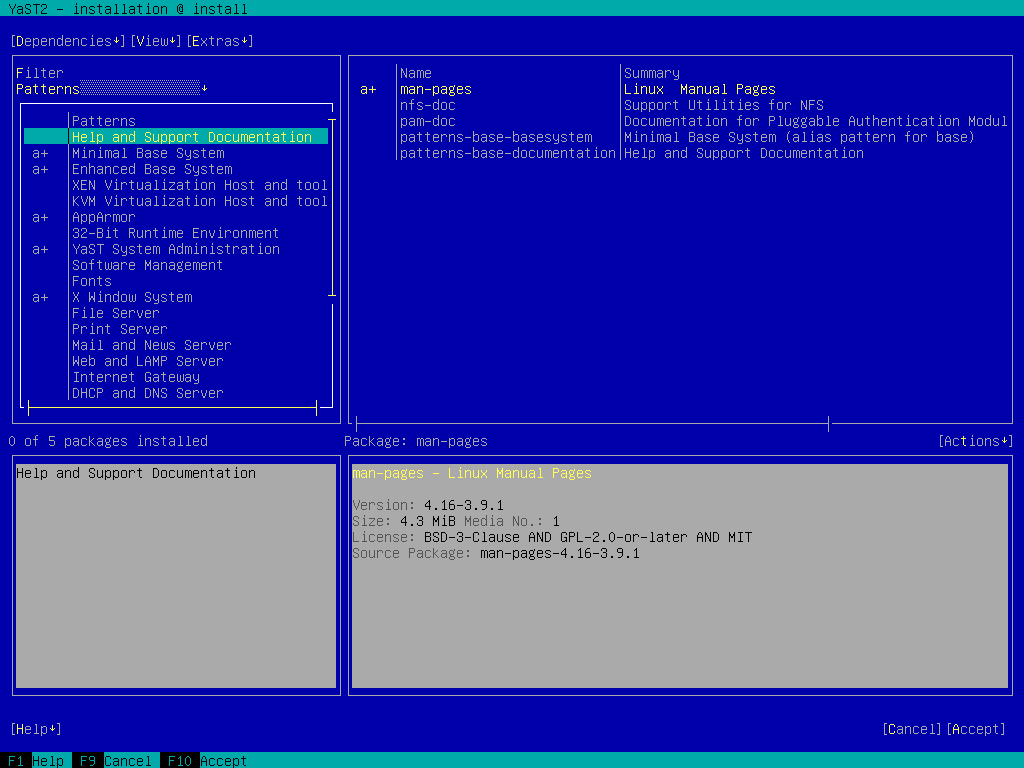 YaST2 - installation @ install
[Dependencies↓][View↓][Extras↓]
Filter
Patterns↓
Patterns
Help and Support Documentation
a+ Minimal Base System
a+ Enhanced Base System
XEN Virtualization Host and tool
KVM Virtualization Host and tool
a+ AppArmor
32-Bit Runtime Environment
a+ YaST System Administration
Software Management
Fonts
a+ X Window System
File Server
Print Server
Mail and News Server
Web and LAMP Server
Internet Gateway
DHCP and DNS Server
Name Summary
a+ man-pages Linux Manual Pages
nfs-doc Support Utilities for NFS
pam-doc Documentation for Pluggable Authentication Modul
patterns-base-basesystem Minimal Base System (alias pattern for base)
patterns-base-documentation Help and Support Documentation
0 of 5 packages installed
Package: man-pages
[Actions↓]
Help and Support Documentation
man-pages - Linux Manual Pages
Version: 4.16-3.9.1
Size: 4.3 MiB Media No.: 1
License: BSD-3-Clause AND GPL-2.0-or-later AND MIT
Source Package: man-pages-4.16-3.9.1
[Help↓]
[Cancel][Accept]
F1 Help F9 Cancel F10 Accept